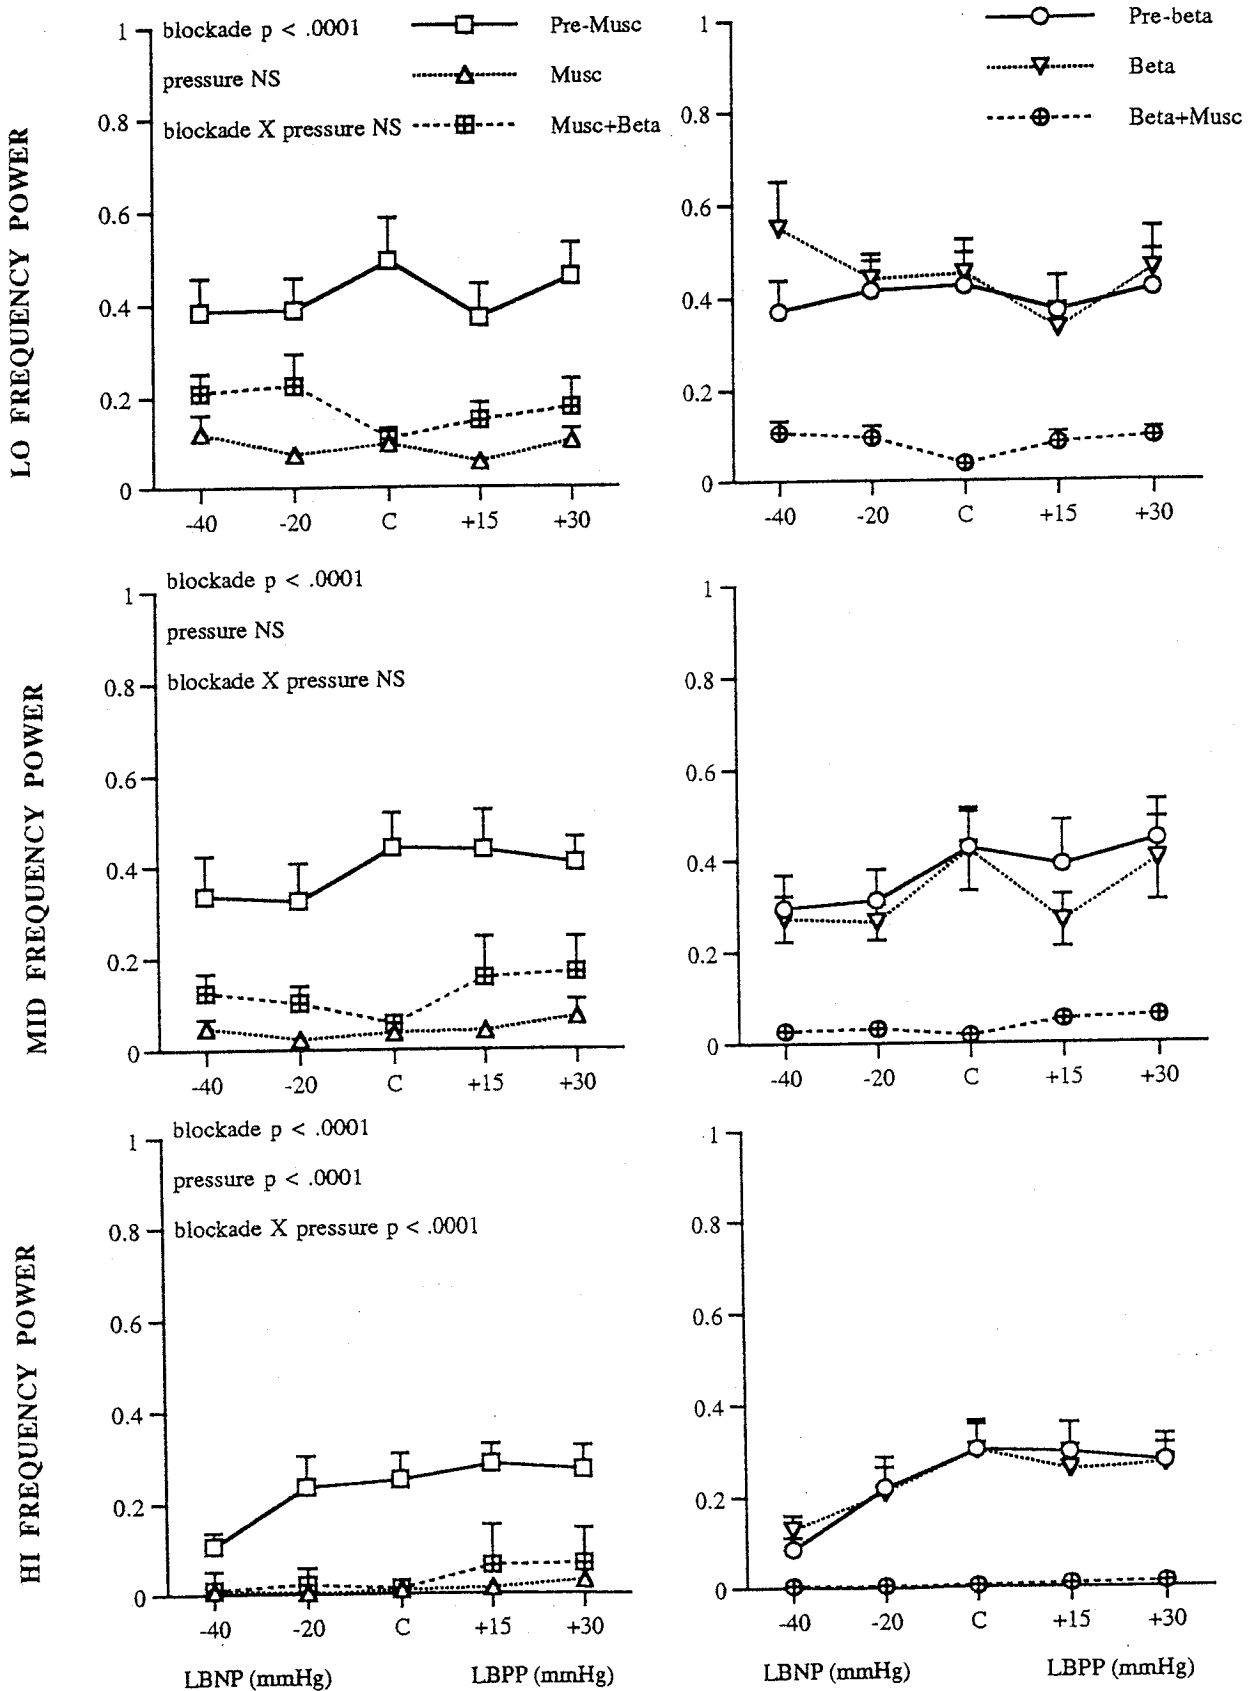 LO FREQUENCY POWER
1
0.8
0.6
0.4
0.2
0
blockade p < .0001
pressure NS
blockade X pressure NS
Pre-Musc
Musc
Musc+Beta
-40 -20 C +15 +30
1
0.8
0.6
0.4
0.2
0
Pre-beta
Beta
Beta+Musc
-40 -20 C +15 +30
MID FREQUENCY POWER
1
0.8
0.6
0.4
0.2
0
blockade p < .0001
pressure NS
blockade X pressure NS
-40 -20 C +15 +30
1
0.8
0.6
0.4
0.2
0
-40 -20 C +15 +30
HI FREQUENCY POWER
1
0.8
0.6
0.4
0.2
0
blockade p < .0001
pressure p < .0001
blockade X pressure p < .0001
-40 -20 C +15 +30
LBNP (mmHg) LBPP (mmHg)
1
0.8
0.6
0.4
0.2
0
-40 -20 C +15 +30
LBNP (mmHg) LBPP (mmHg)